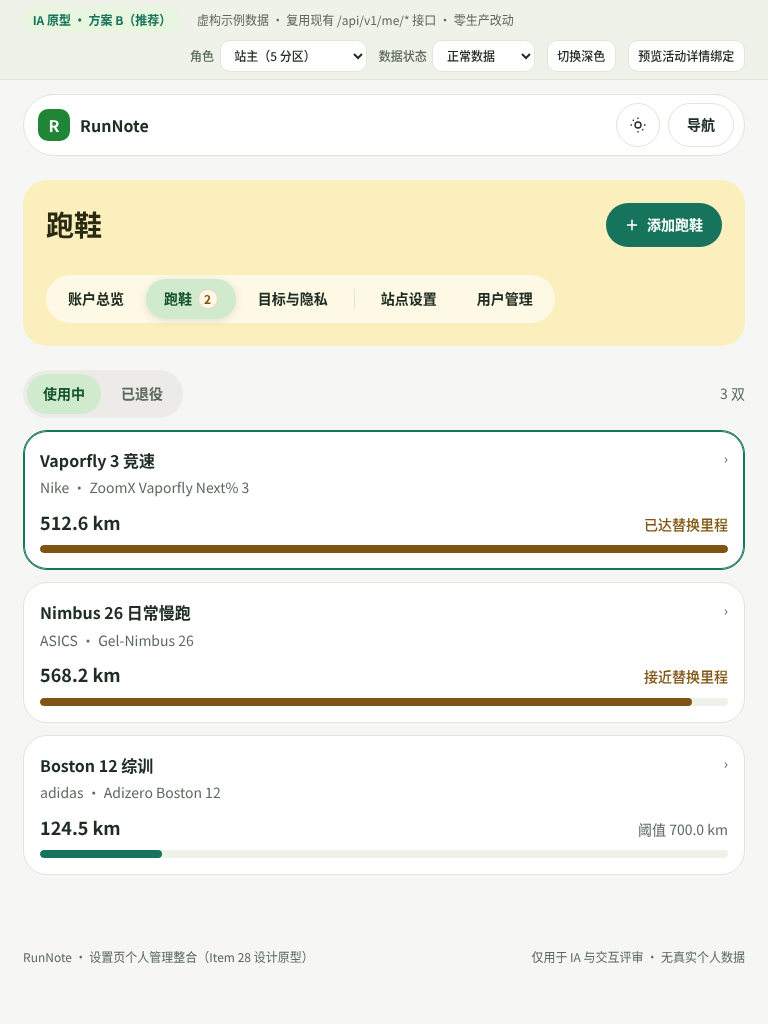 IA 原型 · 方案 B（推荐） 虚构示例数据 · 复用现有 /api/v1/me/* 接口 · 零生产改动
角色 站主（5 分区） 数据状态 正常数据 切换深色 预览活动详情绑定
R RunNote 导航
跑鞋 + 添加跑鞋
账户总览 跑鞋 2 目标与隐私 站点设置 用户管理
使用中 已退役 3 双
Vaporfly 3 竞速 ›
Nike · ZoomX Vaporfly Next% 3
512.6 km 已达替换里程
Nimbus 26 日常慢跑 ›
ASICS · Gel-Nimbus 26
568.2 km 接近替换里程
Boston 12 综训 ›
adidas · Adizero Boston 12
124.5 km 阈值 700.0 km
RunNote · 设置页个人管理整合（Item 28 设计原型） 仅用于 IA 与交互评审 · 无真实个人数据